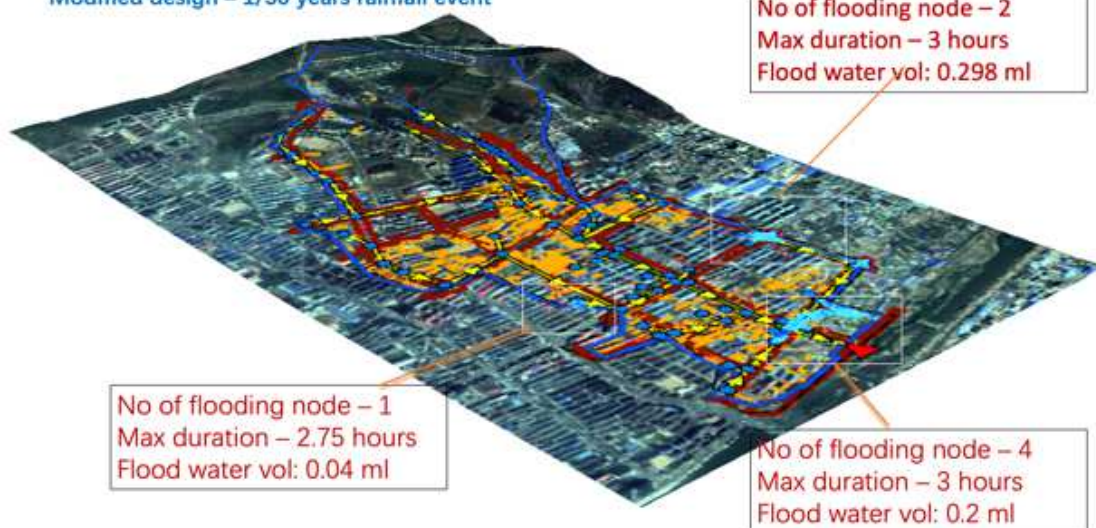 Modified design – years rainfall event
No of flooding node – 2
Max duration – 3 hours
Flood water vol: 0.298 ml
No of flooding node – 1
Max duration – 2.75 hours
Flood water vol: 0.04 ml
No of flooding node – 4
Max duration – 3 hours
Flood water vol: 0.2 ml